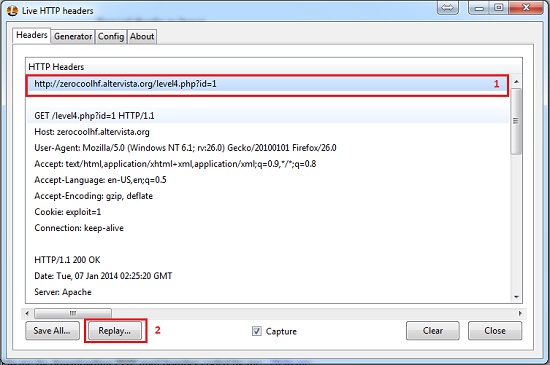 Live HTTP headers
Headers Generator Config About
HTTP Headers
http://zerocoolhf.altervista.org/level4.php?id=1 1
GET /level4.php?id=1 HTTP/1.1
Host: zerocoolhf.altervista.org
User-Agent: Mozilla/5.0 (Windows NT 6.1; rv:26.0) Gecko/20100101 Firefox/26.0
Accept: text/html,application/xhtml+xml,application/xml;q=0.9,*/*;q=0.8
Accept-Language: en-US,en;q=0.5
Accept-Encoding: gzip, deflate
Cookie: exploit=1
Connection: keep-alive
HTTP/1.1 200 OK
Date: Tue, 07 Jan 2014 02:25:20 GMT
Server: Apache
Save All... Replay... 2 Capture Clear Close